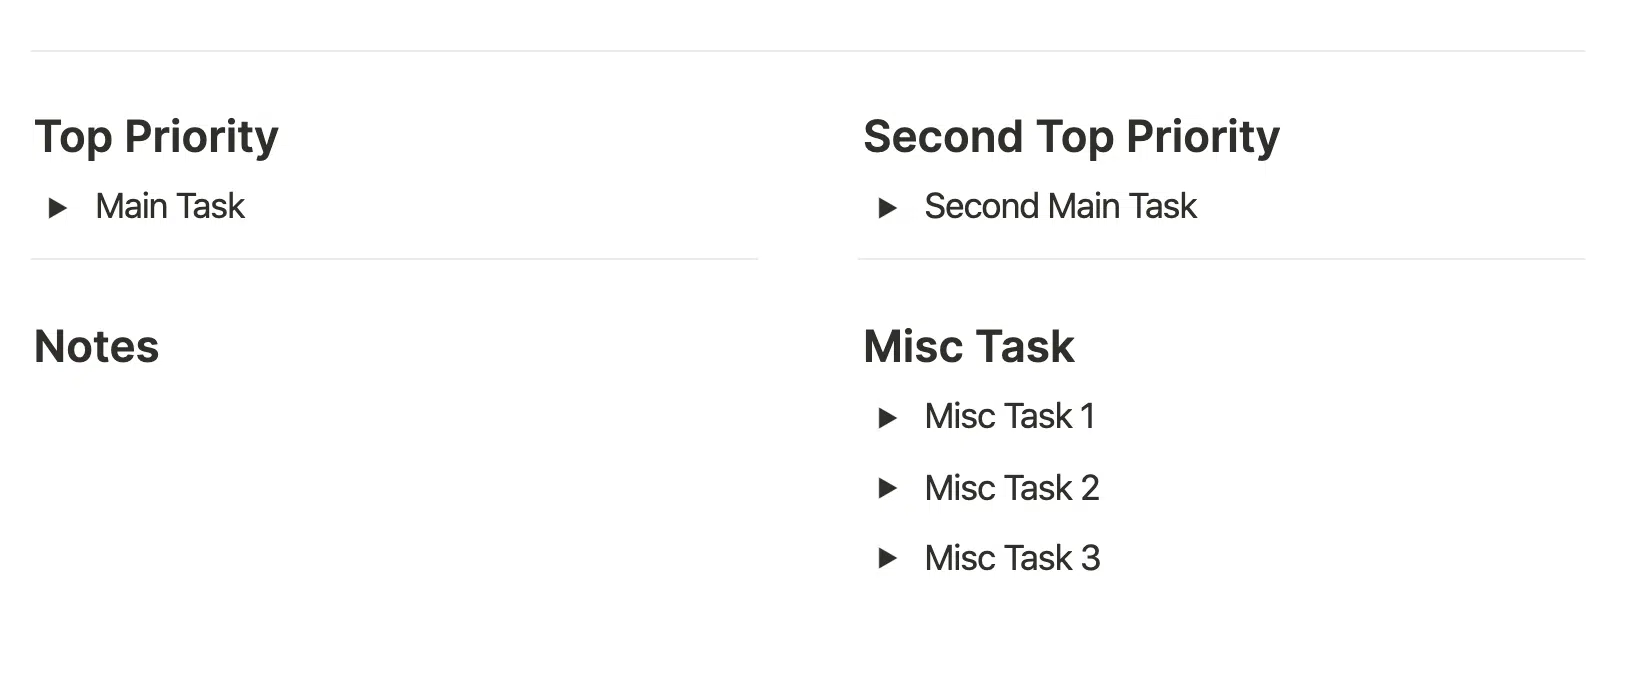 Top Priority
Main Task
Second Top Priority
Second Main Task
Notes
Misc Task
Misc Task 1
Misc Task 2
Misc Task 3